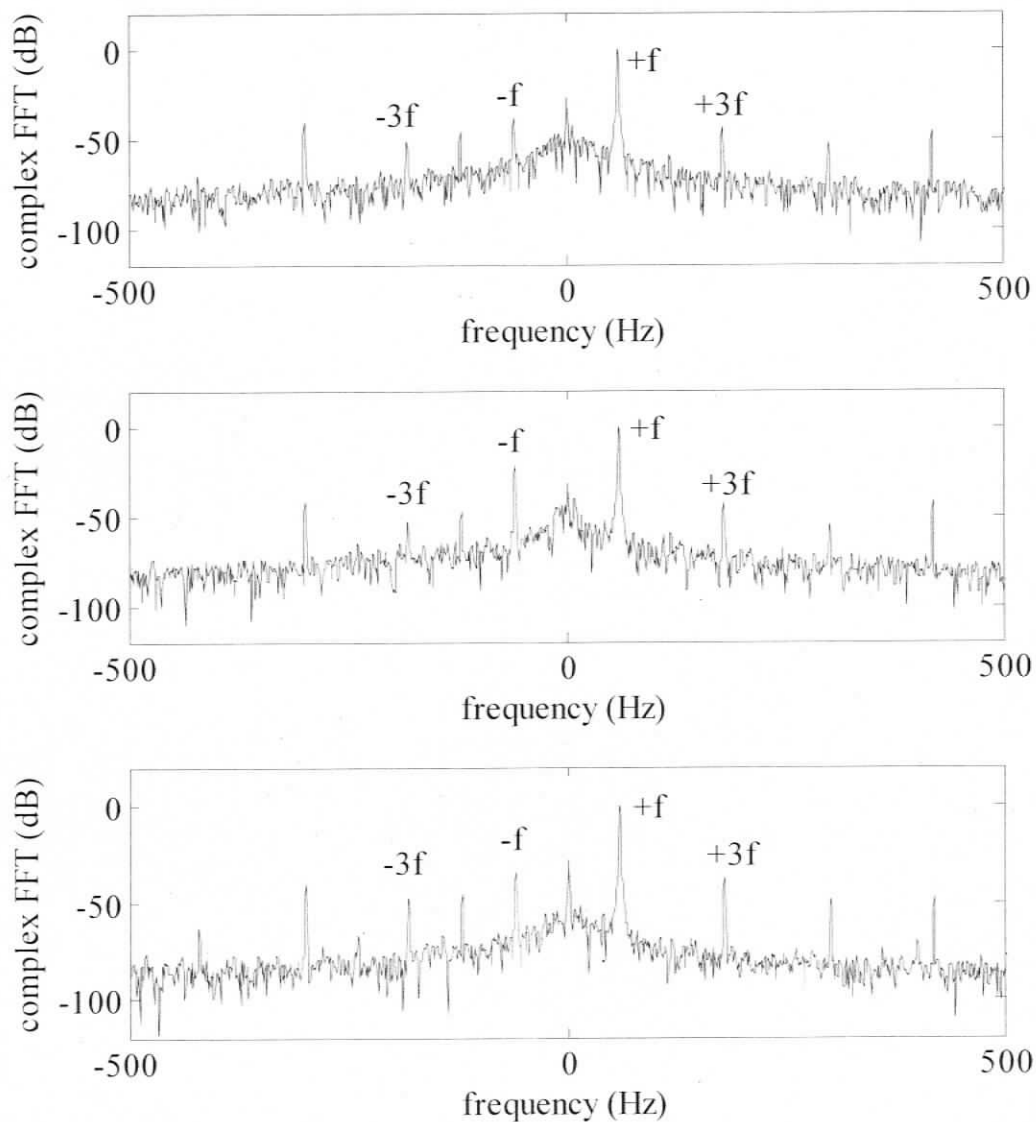 complex FFT (dB)
0
-50
-100
-3f
-f
+f
+3f
-500
0
500
frequency (Hz)
complex FFT (dB)
0
-50
-100
-3f
-f
+f
+3f
-500
0
500
frequency (Hz)
complex FFT (dB)
0
-50
-100
-3f
-f
+f
+3f
-500
0
500
frequency (Hz)